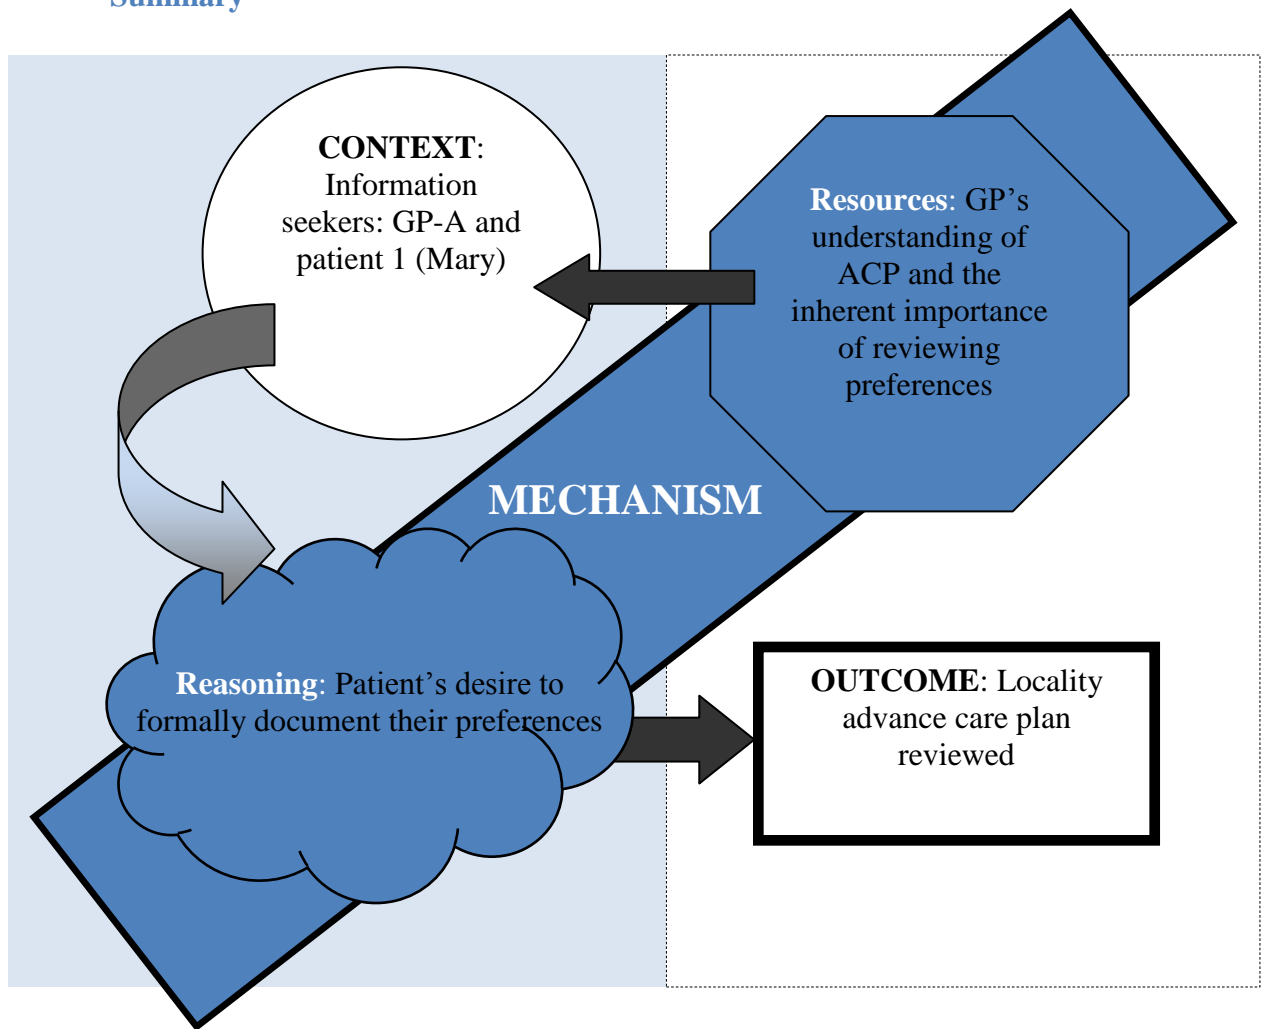 Summary
CONTEXT:
Information
seekers: GP-A and
patient 1 (Mary)
Resources: GP’s
understanding of
ACP and the
inherent importance
of reviewing
preferences
MECHANISM
Reasoning: Patient’s desire to
formally document their preferences
OUTCOME: Locality
advance care plan
reviewed